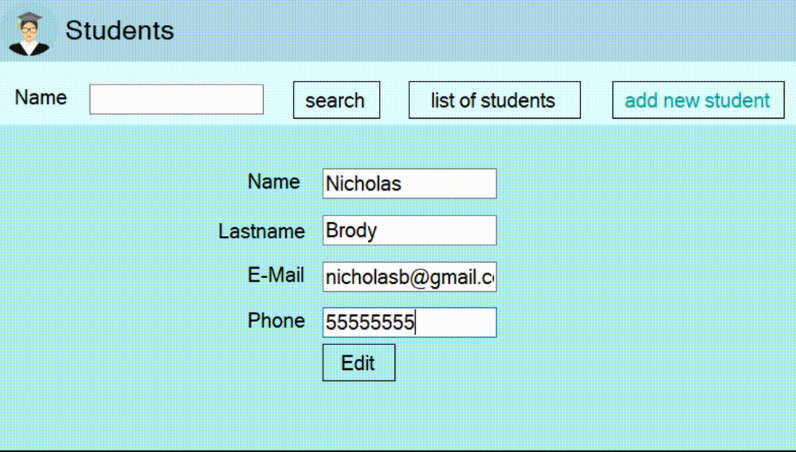 Students
Name search list of students add new student
Name Nicholas
Lastname Brody
E-Mail nicholasb@gmail.c
Phone 55555555
Edit